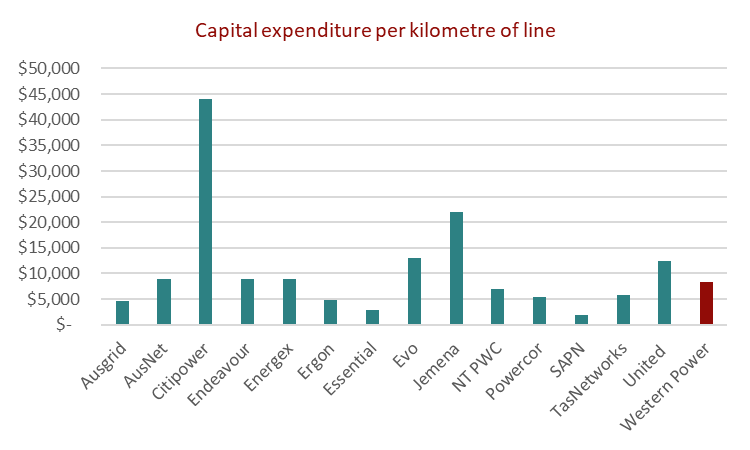 Capital expenditure per kilometre of line
$50,000
$45,000
$40,000
$35,000
$30,000
$25,000
$20,000
$15,000
$10,000
$5,000
$-
Ausgrid
AusNet
Citipower
Endeavour
Energex
Ergon
Essential
Evo
Jemena
NT PWC
Powercor
SAPN
TasNetworks
United
Western Power